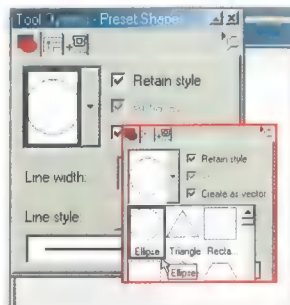 Tool - Preset Shapes
Retain style
Line width:
Line style:
Retain style
Create as vector
Ellipse Triangle Recta...
Ellipse